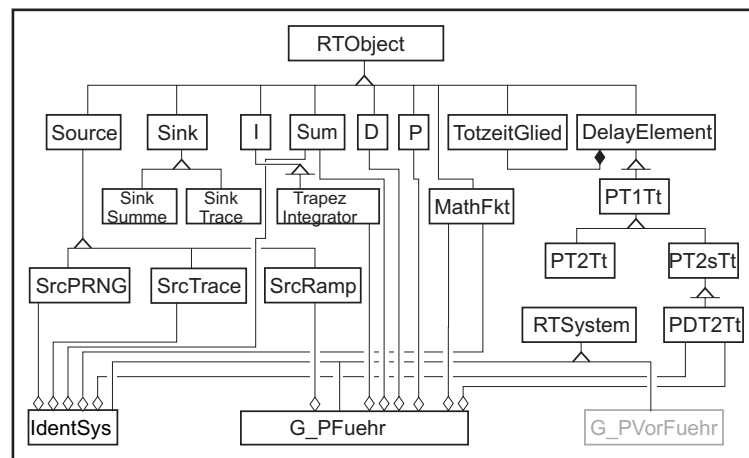 RTObject
Source
Sink
I
Sum
D
P
TotzeitGlied
DelayElement
Sink
Summe
Sink
Trace
Trapez
Integrator
MathFkt
PT1Tt
PT2Tt
PT2sTt
SrcPRNG
SrcTrace
SrcRamp
RTSystem
PDT2Tt
IdentSys
G_PFuehr
G_PVorFuehr